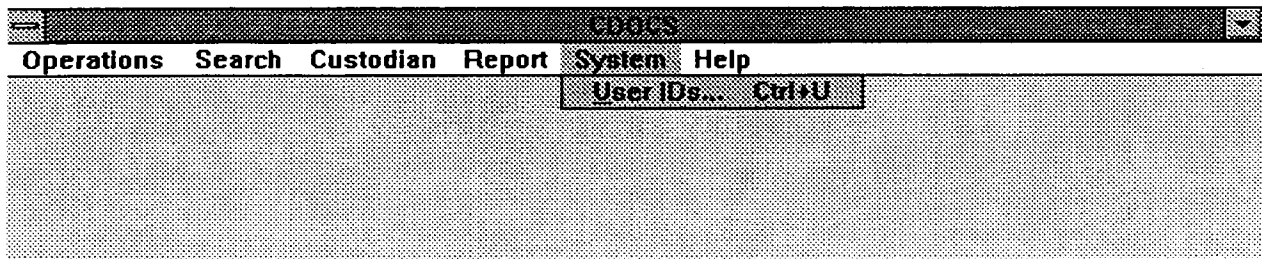 CDOCS
Operations Search Custodian Report System Help
User IDs... Ctrl+U